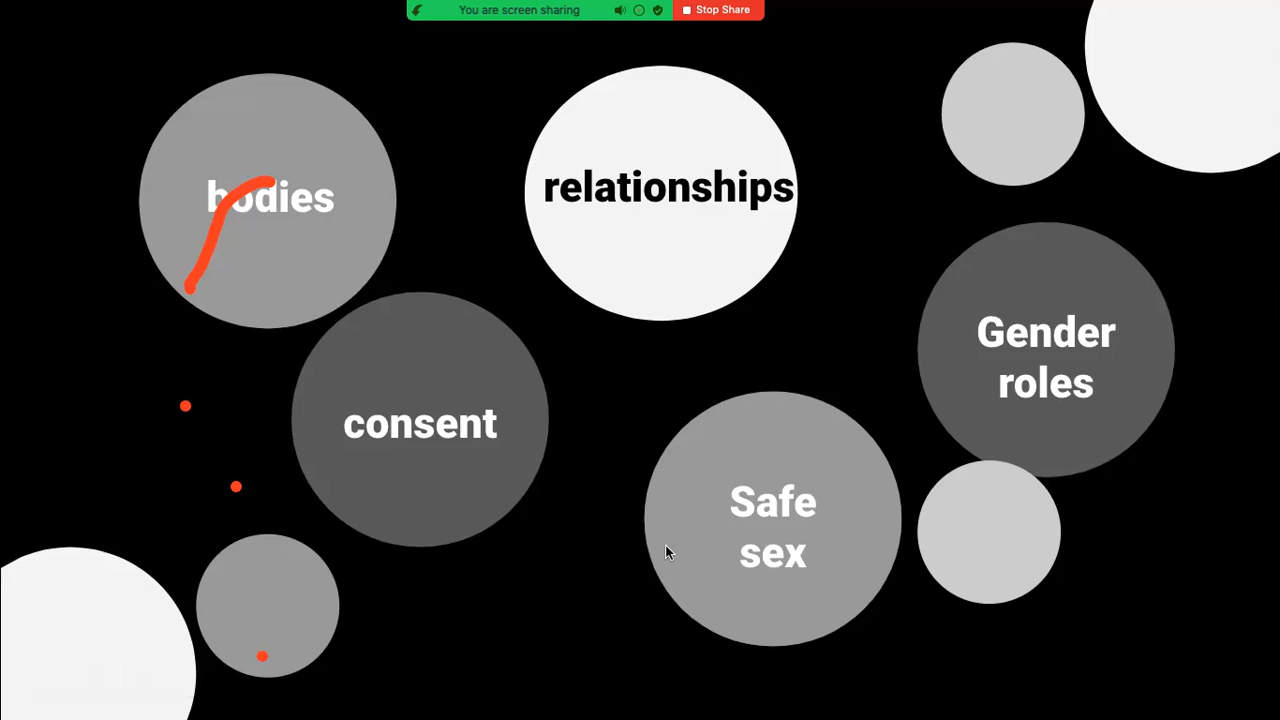 You are screen sharing
Stop Share
bodies
relationships
Gender
roles
consent
Safe
sex